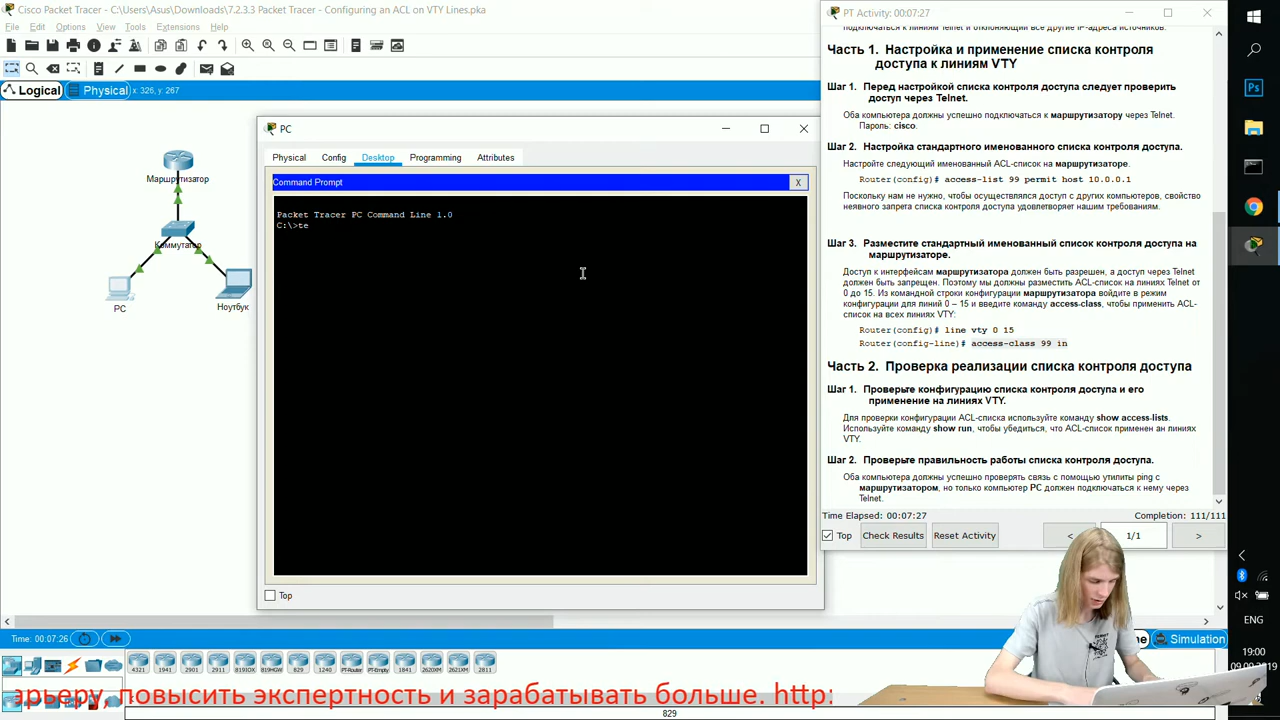 Cisco Packet Tracer - C:\Users\Asus\Downloads\7.2.3.3 Packet Tracer - Configuring an ACL on VTY Lines.pka
File Edit Options View Tools Extensions Help
Logical Physical x: 326, y: 267
Маршрутизатор
Коммутатор
PC
Ноутбук
PC
Physical Config Desktop Programming Attributes
Command Prompt X
Packet Tracer PC Command Line 1.0
C:\>te
Top
PT Activity: 00:07:27
подключаться к линиям Telnet и отклоняющий все другие IP-адреса источников.
Часть 1. Настройка и применение списка контроля
доступа к линиям VTY
Шаг 1. Перед настройкой списка контроля доступа следует проверить
доступ через Telnet.
Оба компьютера должны успешно подключаться к маршрутизатору через Telnet.
Пароль: cisco.
Шаг 2. Настройка стандартного именованного списка контроля доступа.
Настройте следующий именованный ACL-список на маршрутизаторе.
Router(config)# access-list 99 permit host 10.0.0.1
Поскольку нам не нужно, чтобы осуществлялся доступ с других компьютеров, свойство
неявного запрета списка контроля доступа удовлетворяет нашим требованиям.
Шаг 3. Разместите стандартный именованный список контроля доступа на
маршрутизаторе.
Доступ к интерфейсам маршрутизатора должен быть разрешен, а доступ через Telnet
должен быть запрещен. Поэтому мы должны разместить ACL-список на линиях Telnet от
0 до 15. Из командной строки конфигурации маршрутизатора войдите в режим
конфигурации для линий 0 – 15 и введите команду access-class, чтобы применить ACL-
список на всех линиях VTY:
Router(config)# line vty 0 15
Router(config-line)# access-class 99 in
Часть 2. Проверка реализации списка контроля доступа
Шаг 1. Проверьте конфигурацию списка контроля доступа и его
применение на линиях VTY.
Для проверки конфигурации ACL-списка используйте команду show access-lists.
Используйте команду show run, чтобы убедиться, что ACL-список применен ан линиях
VTY.
Шаг 2. Проверьте правильность работы списка контроля доступа.
Оба компьютера должны успешно проверять связь с помощью утилиты ping с
маршрутизатором, но только компьютер PC должен подключаться к нему через
Telnet.
Time Elapsed: 00:07:27 Completion: 111/111
Top Check Results Reset Activity < 1/1 >
Time: 00:07:26
Simulation
4321 1941 2901 2911 819IOX 819HGW 829 1240 PT-Router PT-Empty 1841 2620XM 2621XM 2811
арьеру, повысить экспертность и зарабатывать больше. http:
829
Ps
ENG
19:00